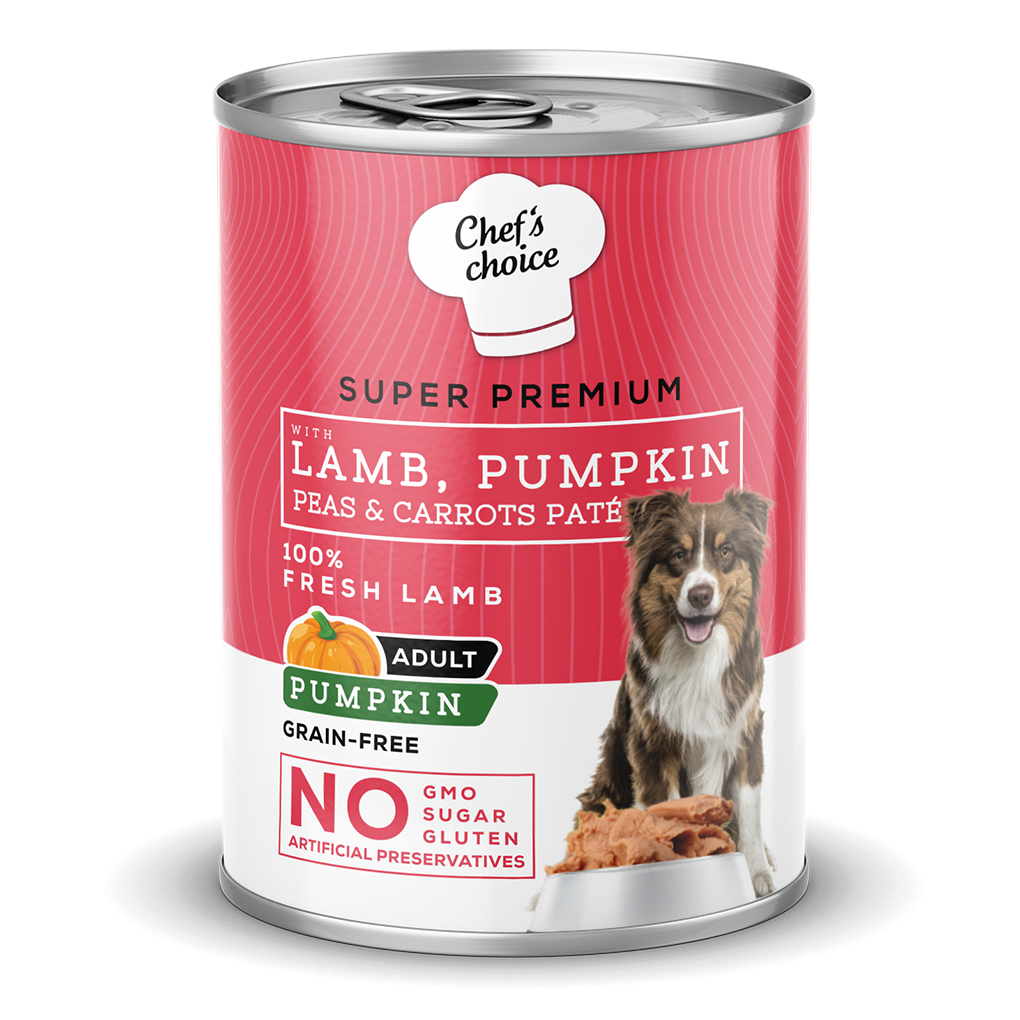 Chef's
choice
SUPER PREMIUM
WITH
LAMB, PUMPKIN
PEAS & CARROTS PATÉ
100%
FRESH LAMB
ADULT
PUMPKIN
GRAIN-FREE
NO
GMO
SUGAR
GLUTEN
ARTIFICIAL PRESERVATIVES